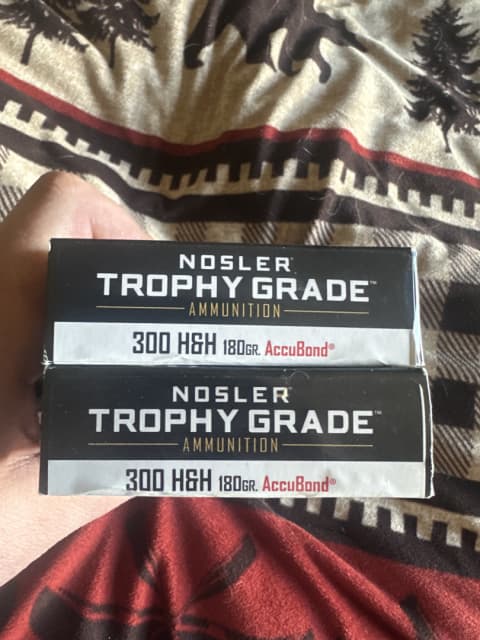 NOSLER
TROPHY GRADE™
AMMUNITION
300 H&H 180GR. AccuBond®
NOSLER
TROPHY GRADE™
AMMUNITION
300 H&H 180GR. AccuBond®